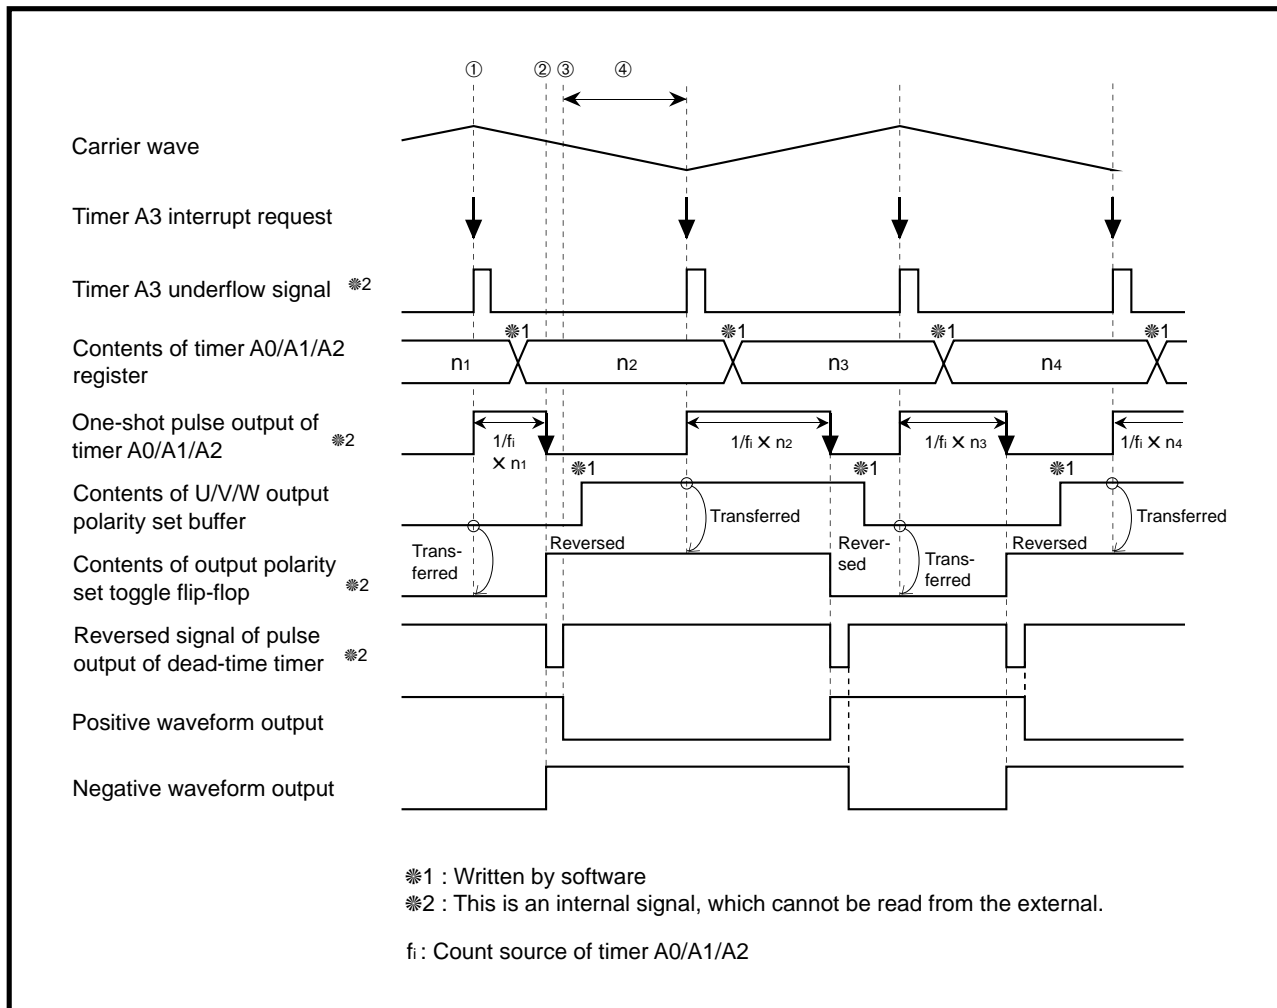 ① ② ③ ④
Carrier wave
Timer A3 interrupt request
Timer A3 underflow signal ❋2
❋1 ❋1 ❋1 ❋1
Contents of timer A0/A1/A2
register
n1 n2 n3 n4
One-shot pulse output of
timer A0/A1/A2 ❋2
1/fi
× n1
1/fi × n2 1/fi × n3 1/fi × n4
❋1 ❋1 ❋1
Contents of U/V/W output
polarity set buffer
Transferred Transferred
Trans-
ferred
Reversed
Rever-
sed
Trans-
ferred
Reversed
Contents of output polarity
set toggle flip-flop ❋2
Reversed signal of pulse
output of dead-time timer ❋2
Positive waveform output
Negative waveform output
❋1 : Written by software
❋2 : This is an internal signal, which cannot be read from the external.
fi : Count source of timer A0/A1/A2